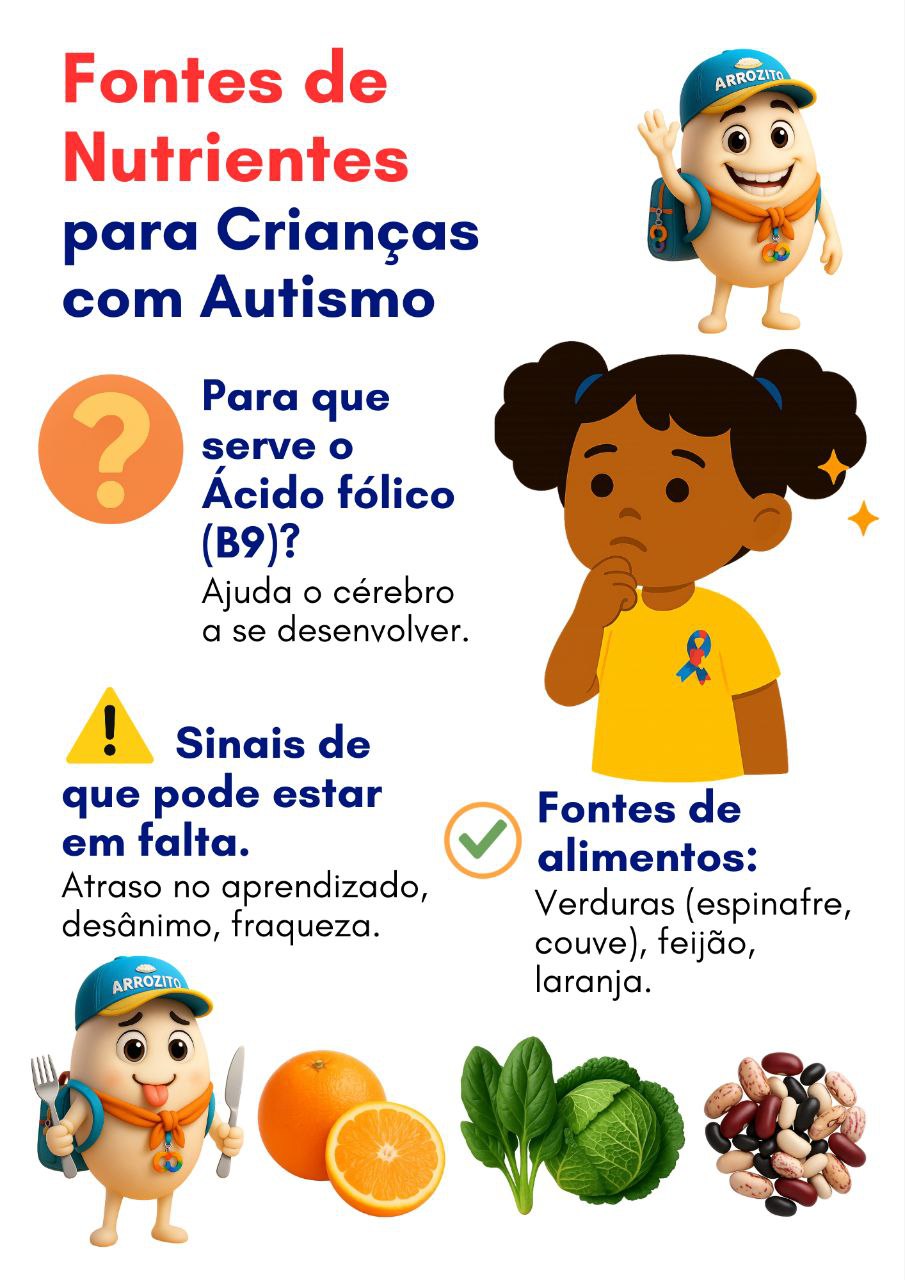 Fontes de
Nutrientes
para Crianças
com Autismo
ARROZITO
Para que
serve o
Ácido fólico
(B9)?
Ajuda o cérebro
a se desenvolver.
Sinais de
que pode estar
em falta.
Atraso no aprendizado,
desânimo, fraqueza.
Fontes de
alimentos:
Verduras (espinafre,
couve), feijão,
laranja.
ARROZITO